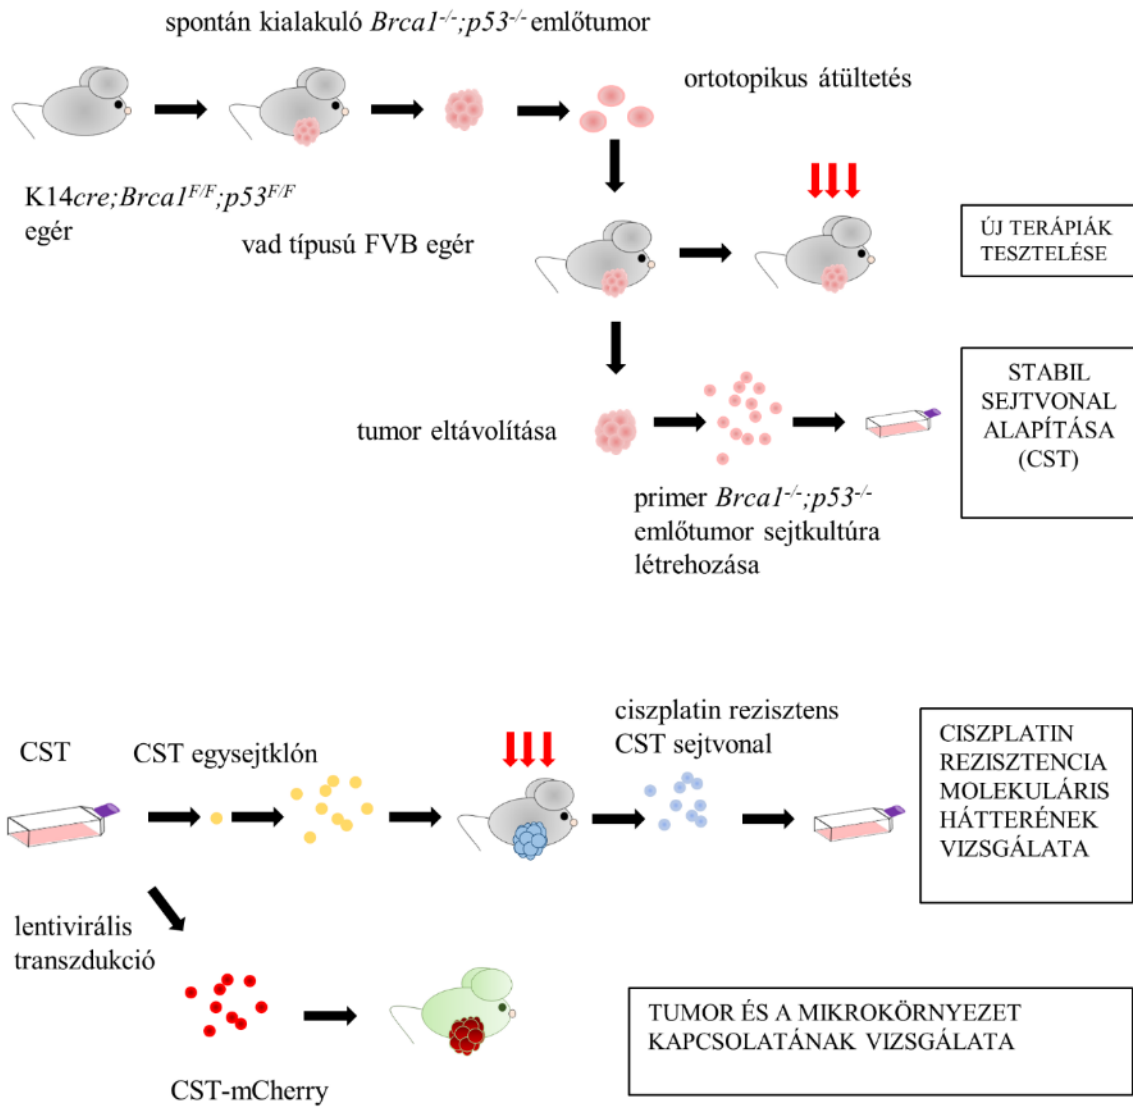 spontán kialakuló Brca1-/-;p53-/- emlőtumor
ortotopikus átültetés
K14cre;Brca1F/F;p53F/F
egér
vad típusú FVB egér
ÚJ TERÁPIÁK
TESZTELÉSE
tumor eltávolítása
STABIL
SEJTVONAL
ALAPÍTÁSA
(CST)
primer Brca1-/-;p53-/-
emlőtumor sejtkultúra
létrehozása
CST
CST egysejtklón
ciszplatin rezisztens
CST sejtvonal
CISZPLATIN
REZISZTENCIA
MOLEKULÁRIS
HÁTTERÉNEK
VIZSGÁLATA
lentivirális
transzdukció
CST-mCherry
TUMOR ÉS A MIKROKÖRNYEZET
KAPCSOLATÁNAK VIZSGÁLATA